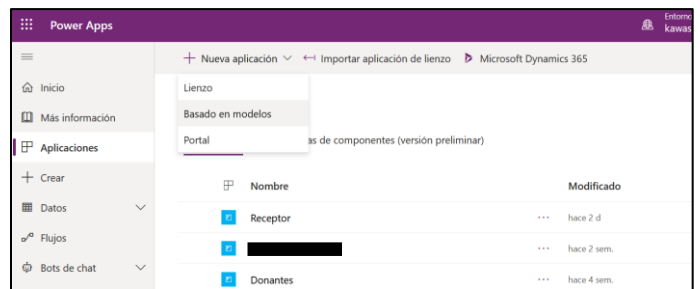 Power Apps
Entorno
kawas
Nueva aplicación
Importar aplicación de lienzo
Microsoft Dynamics 365
Inicio
Más información
Aplicaciones
Crear
Datos
Flujos
Bots de chat
Lienzo
Basado en modelos
Portal
as de componentes (versión preliminar)
Nombre Modificado
Receptor ... hace 2 d
... hace 2 sem.
Donantes ... hace 4 sem.